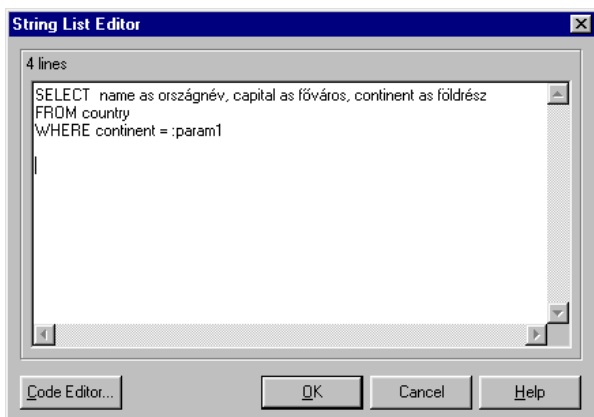 String List Editor
4 lines
SELECT  name as országnév, capital as főváros, continent as földrész
FROM country
WHERE continent = :param1
Code Editor...
OK
Cancel
Help